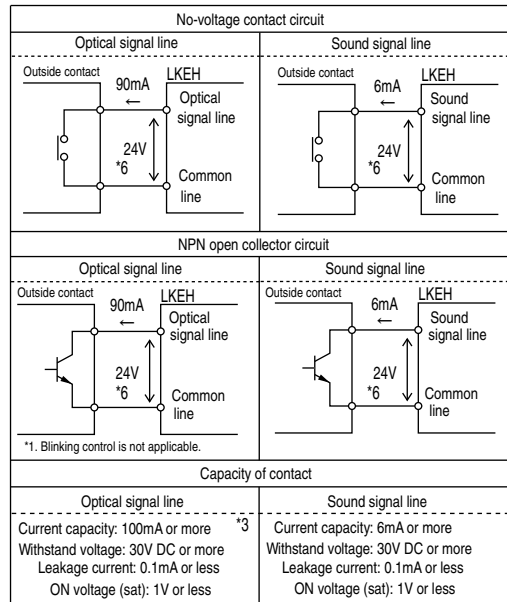 No-voltage contact circuit
Optical signal line
Sound signal line
Outside contact
LKEH
90mA
←
Optical
signal line
24V
*6
Common
line
Outside contact
LKEH
6mA
←
Sound
signal line
24V
*6
Common
line
NPN open collector circuit
Optical signal line
Sound signal line
Outside contact
LKEH
90mA
←
Optical
signal line
24V
*6
Common
line
*1. Blinking control is not applicable.
Outside contact
LKEH
6mA
←
Sound
signal line
24V
*6
Common
line
Capacity of contact
Optical signal line
Sound signal line
Current capacity: 100mA or more *3
Withstand voltage: 30V DC or more
Leakage current: 0.1mA or less
ON voltage (sat): 1V or less
Current capacity: 6mA or more
Withstand voltage: 30V DC or more
Leakage current: 0.1mA or less
ON voltage (sat): 1V or less